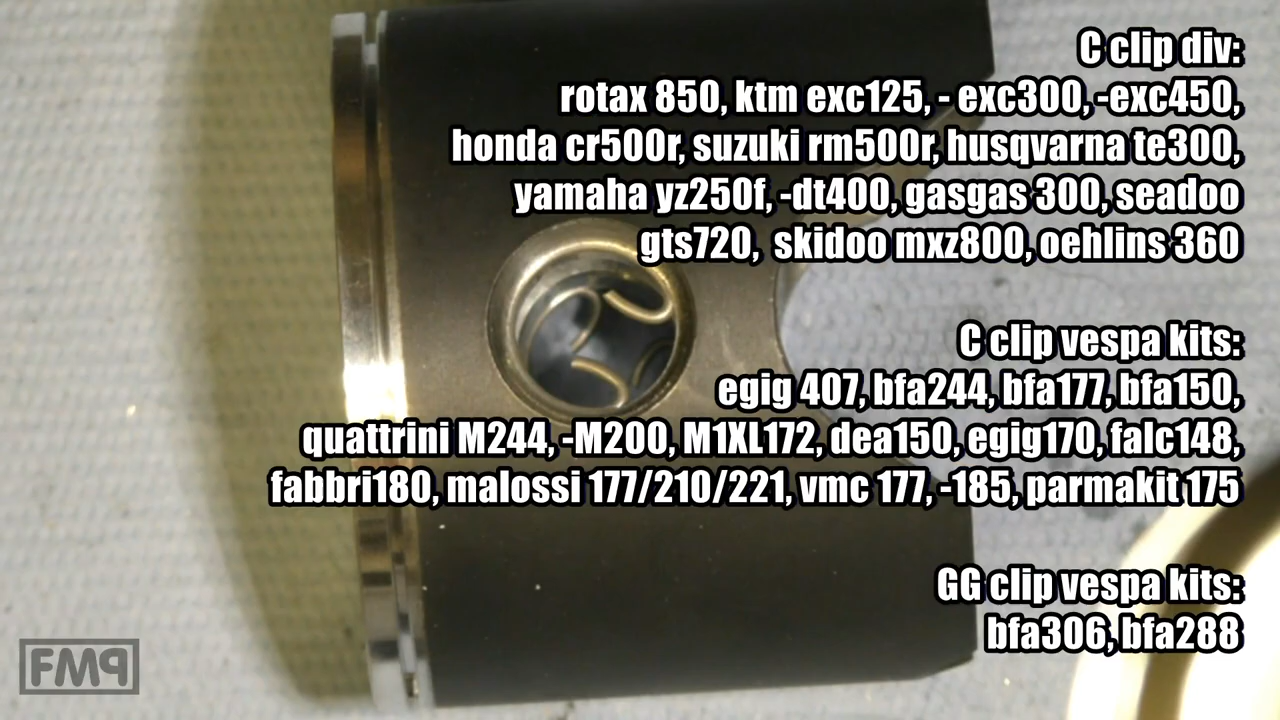 C clip div:
rotax 850, ktm exc125, - exc300, -exc450,
honda cr500r, suzuki rm500r, husqvarna te300,
yamaha yz250f, -dt400, gasgas 300, seadoo
gts720,  skidoo mxz800, oehlins 360
C clip vespa kits:
egig 407, bfa244, bfa177, bfa150,
quattrini M244, -M200, M1XL172, dea150, egig170, falc148,
fabbri180, malossi 177/210/221, vmc 177, -185, parmakit 175
GG clip vespa kits:
bfa306, bfa288
FMP